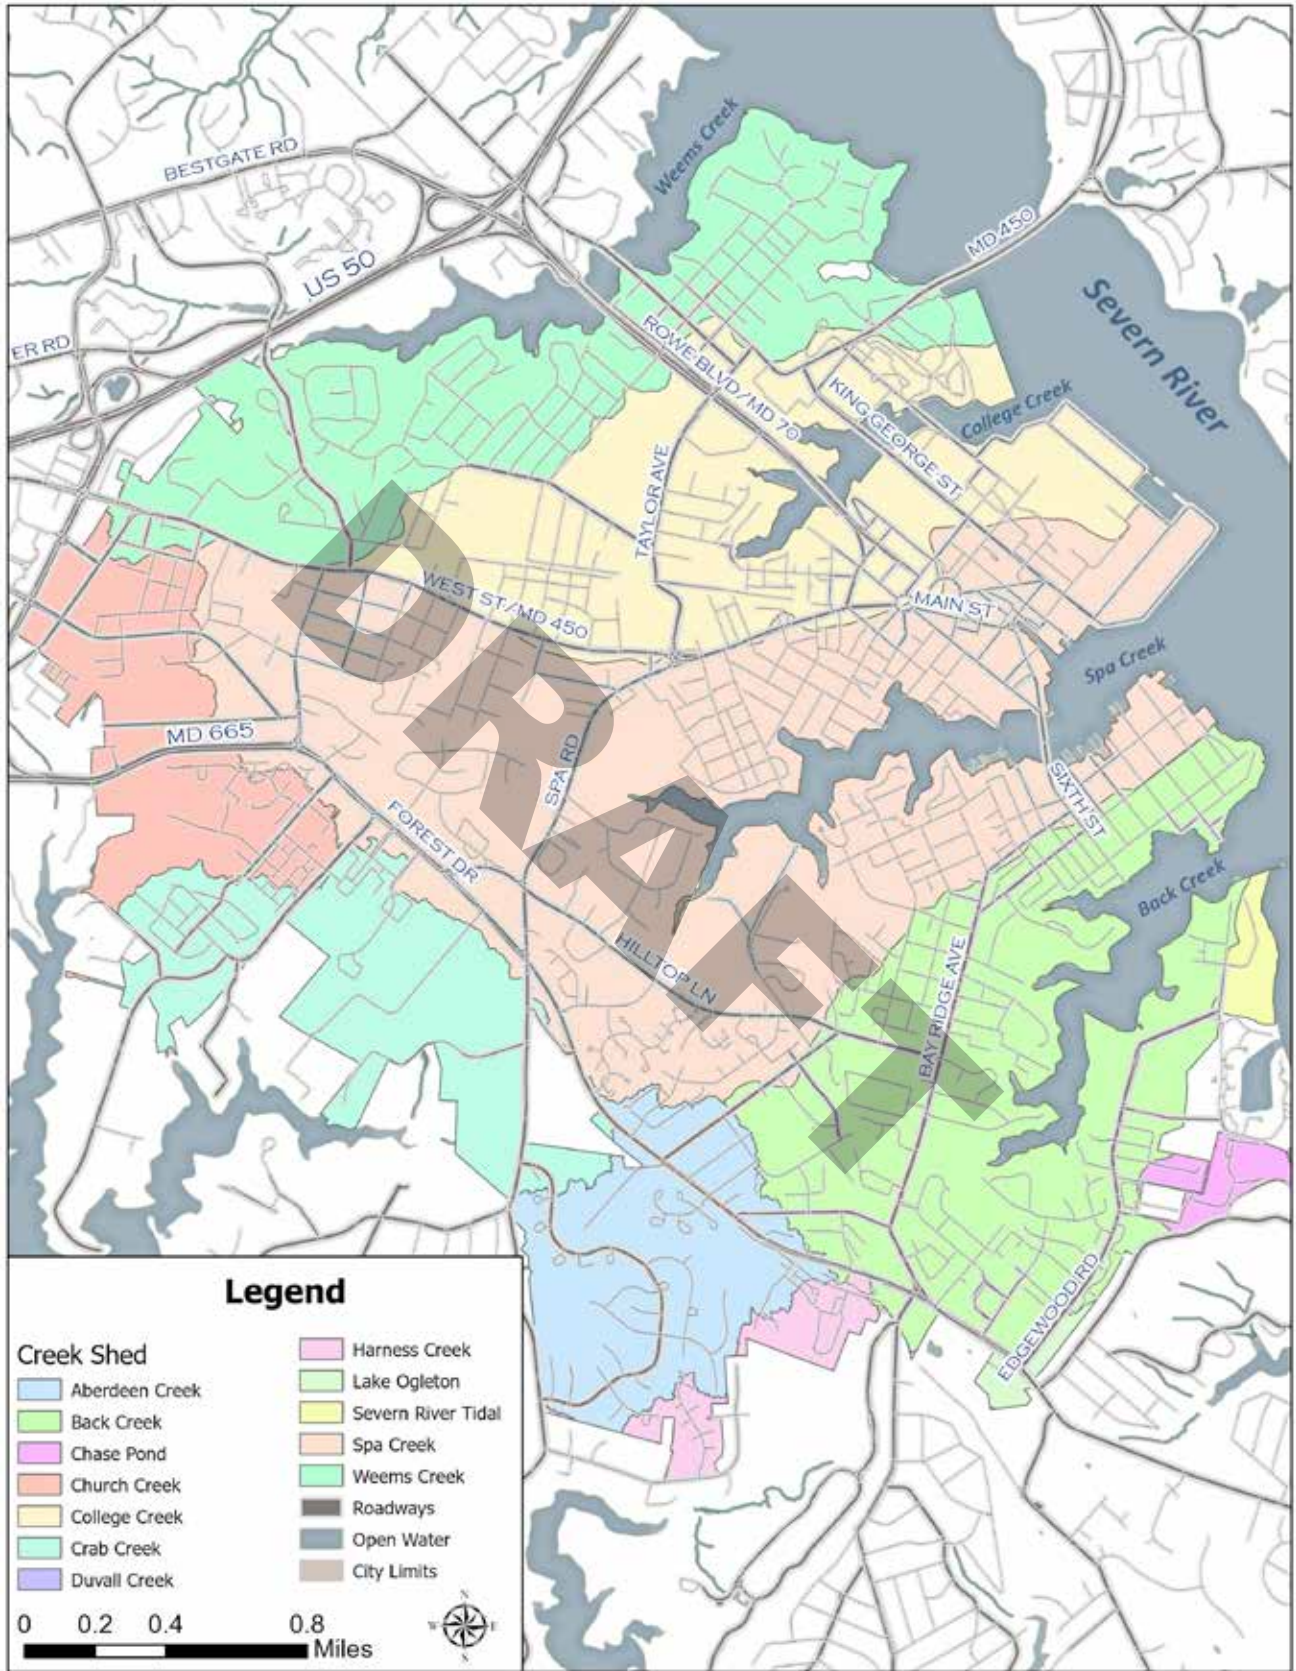 Weems Creek
BESTGATE RD
MD 450
US 50
Severn River
ER RD
ROWE BLVD/MD 70
KING GEORGE ST
College Creek
TAYLOR AVE
WEST ST/MD 450
MAIN ST
Spa Creek
MD 665
SPA RD
SIXTH ST
FOREST DR
Back Creek
HILLTOP LN
BAY RIDGE AVE
EDGEWOOD RD
DRAFT
Legend
Creek Shed
Aberdeen Creek
Back Creek
Chase Pond
Church Creek
College Creek
Crab Creek
Duvall Creek
Harness Creek
Lake Ogleton
Severn River Tidal
Spa Creek
Weems Creek
Roadways
Open Water
City Limits
0 0.2 0.4 0.8
Miles
N
W E
S